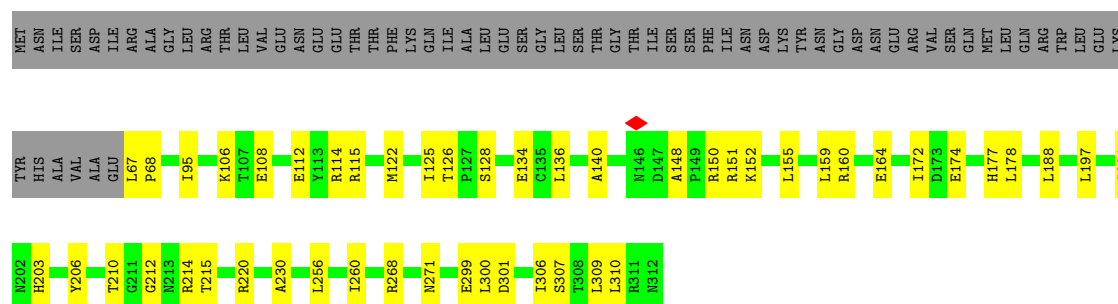 MET ASN ILE SER ASP ILE ARG ALA GLY LEU ARG THR LEU VAL GLU ASN GLU GLU THR THR PHE LYS GLN ILE ALA LEU GLU SER GLY LEU SER THR GLY THR ILE SER SER PHE ILE ASN ASP LYS TYR ASN GLY ASP ASN GLU ARG VAL SER GLN MET LEU GLN ARG TRP LEU GLU LYS
TYR HIS ALA VAL ALA GLU L67 P68 I95 K106 T107 E108 E112 Y113 R114 R115 M122 I125 T126 P127 S128 E134 C135 L136 A140 N146 D147 A148 P149 R150 R151 K152 L155 L159 R160 E164 I172 D173 E174 H177 L178 L188 L197
N202 H203 Y206 T210 G211 G212 N213 R214 T215 R220 A230 L256 I260 R268 N271 E299 L300 D301 I306 S307 T308 L309 L310 R311 N312